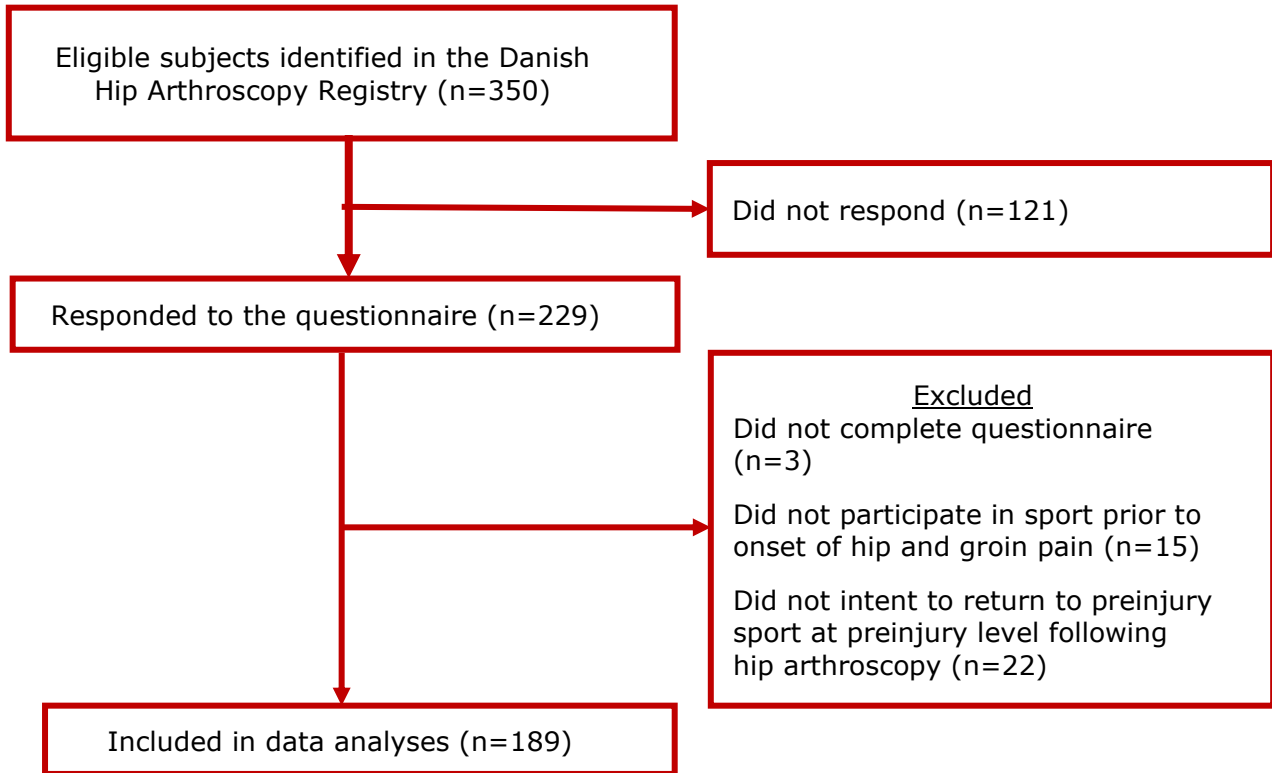 Eligible subjects identified in the Danish
Hip Arthroscopy Registry (n=350)
Did not respond (n=121)
Responded to the questionnaire (n=229)
Excluded
Did not complete questionnaire
(n=3)
Did not participate in sport prior to
onset of hip and groin pain (n=15)
Did not intent to return to preinjury
sport at preinjury level following
hip arthroscopy (n=22)
Included in data analyses (n=189)